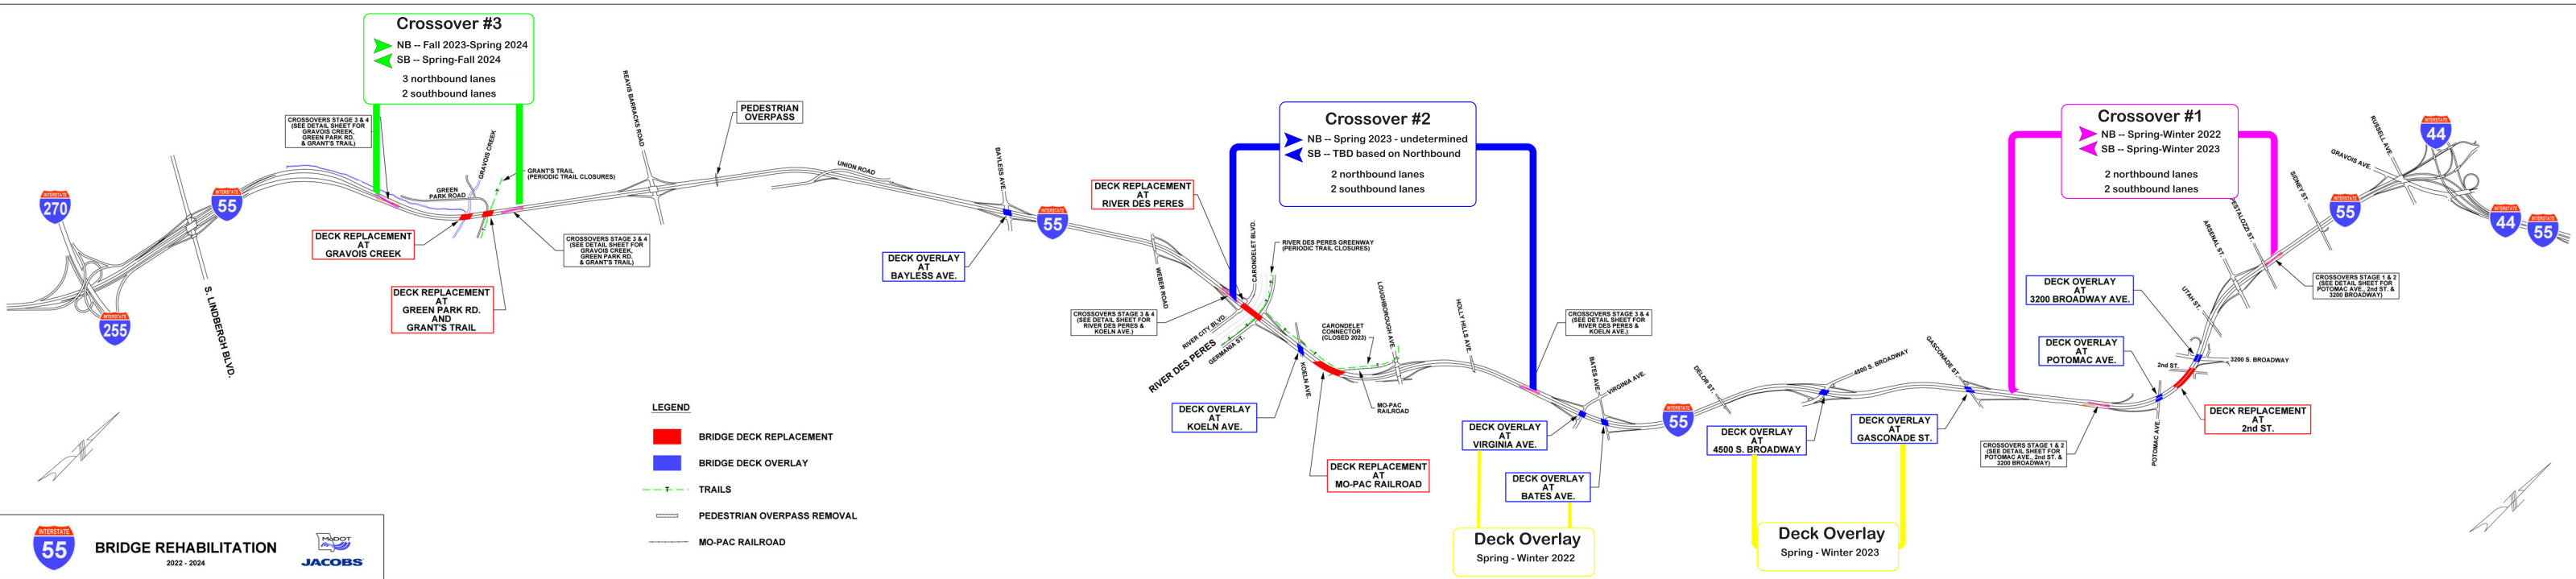 Crossover #3
NB -- Fall 2023-Spring 2024
SB -- Spring-Fall 2024
3 northbound lanes
2 southbound lanes
CROSSOVERS STAGE 3 & 4
(SEE DETAIL SHEET FOR
GRAVOIS CREEK,
GREEN PARK RD.
& GRANT'S TRAIL)
INTERSTATE
270
INTERSTATE
255
S. LINDBERGH BLVD.
INTERSTATE
55
GREEN
PARK ROAD
GRAVOIS CREEK
GRANT'S TRAIL
(PERIODIC TRAIL CLOSURES)
DECK REPLACEMENT
AT
GRAVOIS CREEK
DECK REPLACEMENT
AT
GREEN PARK RD.
AND
GRANT'S TRAIL
CROSSOVERS STAGE 3 & 4
(SEE DETAIL SHEET FOR
GRAVOIS CREEK,
GREEN PARK RD.
& GRANT'S TRAIL)
REAVIS BARRACKS ROAD
PEDESTRIAN
OVERPASS
UNION ROAD
BAYLESS AVE.
DECK OVERLAY
AT
BAYLESS AVE.
INTERSTATE
55
WEBER ROAD
DECK REPLACEMENT
AT
RIVER DES PERES
Crossover #2
NB -- Spring 2023 - undetermined
SB -- TBD based on Northbound
2 northbound lanes
2 southbound lanes
CARONDELET BLVD.
RIVER DES PERES GREENWAY
(PERIODIC TRAIL CLOSURES)
CROSSOVERS STAGE 3 & 4
(SEE DETAIL SHEET FOR
RIVER DES PERES &
KOELN AVE.)
RIVER CITY BLVD.
RIVER DES PERES
GERMANIA ST.
KOELN AVE.
DECK OVERLAY
AT
KOELN AVE.
CARONDELET
CONNECTOR
(CLOSED 2023)
LOUGHBOROUGH AVE.
MO-PAC
RAILROAD
DECK REPLACEMENT
AT
MO-PAC RAILROAD
HOLLY HILLS AVE.
CROSSOVERS STAGE 3 & 4
(SEE DETAIL SHEET FOR
RIVER DES PERES &
KOELN AVE.)
BATES AVE.
VIRGINIA AVE.
DECK OVERLAY
AT
VIRGINIA AVE.
DECK OVERLAY
AT
BATES AVE.
Deck Overlay
Spring - Winter 2022
INTERSTATE
55
DELOR ST.
4500 S. BROADWAY
DECK OVERLAY
AT
4500 S. BROADWAY
GASCONADE ST.
DECK OVERLAY
AT
GASCONADE ST.
Deck Overlay
Spring - Winter 2023
Crossover #1
NB -- Spring-Winter 2022
SB -- Spring-Winter 2023
2 northbound lanes
2 southbound lanes
CROSSOVERS STAGE 1 & 2
(SEE DETAIL SHEET FOR
POTOMAC AVE., 2nd ST. &
3200 BROADWAY)
DECK OVERLAY
AT
3200 BROADWAY AVE.
DECK OVERLAY
AT
POTOMAC AVE.
POTOMAC AVE.
2nd ST.
3200 S. BROADWAY
DECK REPLACEMENT
AT
2nd ST.
UTAH ST.
ARSENAL ST.
PESTALOZZI ST.
SIDNEY ST.
CROSSOVERS STAGE 1 & 2
(SEE DETAIL SHEET FOR
POTOMAC AVE., 2nd ST. &
3200 BROADWAY)
INTERSTATE
55
GRAVOIS AVE.
RUSSELL AVE.
INTERSTATE
44
INTERSTATE
44
INTERSTATE
55
LEGEND
BRIDGE DECK REPLACEMENT
BRIDGE DECK OVERLAY
T
TRAILS
PEDESTRIAN OVERPASS REMOVAL
MO-PAC RAILROAD
INTERSTATE
55
BRIDGE REHABILITATION
2022 - 2024
MoDOT
JACOBS